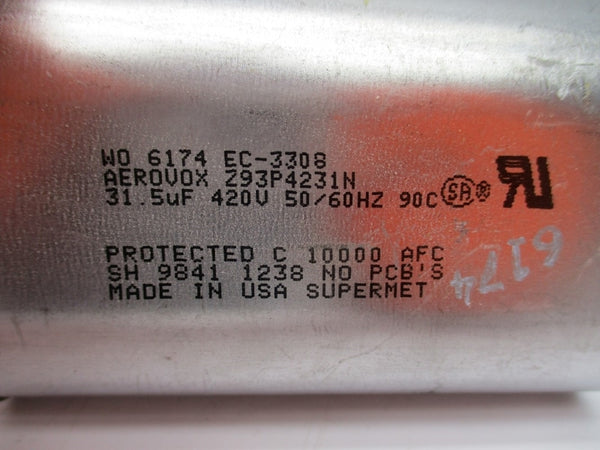 WO 6174 EC-3308
AEROVOX Z93P4231N
31.5uF 420V 50/60HZ 90C SA ®
PROTECTED C 10000 AFC
SH 9841 1238 NO PCB'S
MADE IN USA SUPERMET
6174